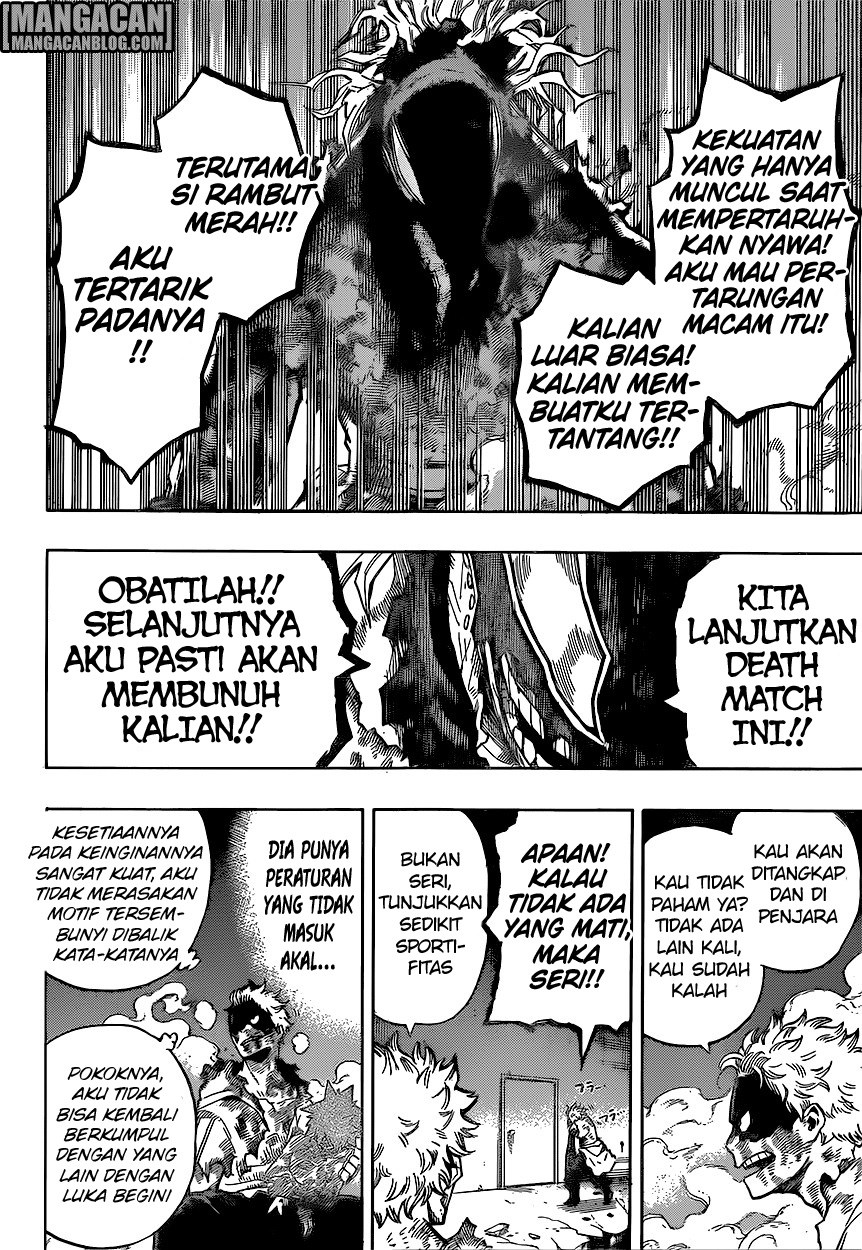 MANGACAN
MANGACANBLOG.COM
KEKUATAN
YANG HANYA
MUNCUL SAAT
MEMPERTARUH-
KAN NYAWA!
AKU MAU PER-
TARUNGAN
MACAM ITU!
KALIAN
LUAR BIASA!
KALIAN MEM-
BUATKU TER-
TANTANG!!
TERUTAMA
SI RAMBUT
MERAH!!
AKU
TERTARIK
PADANYA
!!
KITA
LANJUTKAN
DEATH
MATCH
INI!!
OBATILAH!!
SELANJUTNYA
AKU PASTI AKAN
MEMBUNUH
KALIAN!!
KAU AKAN
DITANGKAP
DAN DI
PENJARA
KAU TIDAK
PAHAM YA?
TIDAK ADA
LAIN KALI,
KAU SUDAH
KALAH
APAAN!
KALAU
TIDAK ADA
YANG MATI,
MAKA
SERI!!
BUKAN
SERI,
TUNJUKKAN
SEDIKIT
SPORTI-
FITAS
フラ…
フラ…
DIA PUNYA
PERATURAN
YANG TIDAK
MASUK
AKAL...
KESETIAANNYA
PADA KEINGINANNYA
SANGAT KUAT, AKU
TIDAK MERASAKAN
MOTIF TERSEM-
BUNYI DIBALIK
KATA-KATANYA
POKOKNYA,
AKU TIDAK
BISA KEMBALI
BERKUMPUL
DENGAN YANG
LAIN DENGAN
LUKA BEGINI